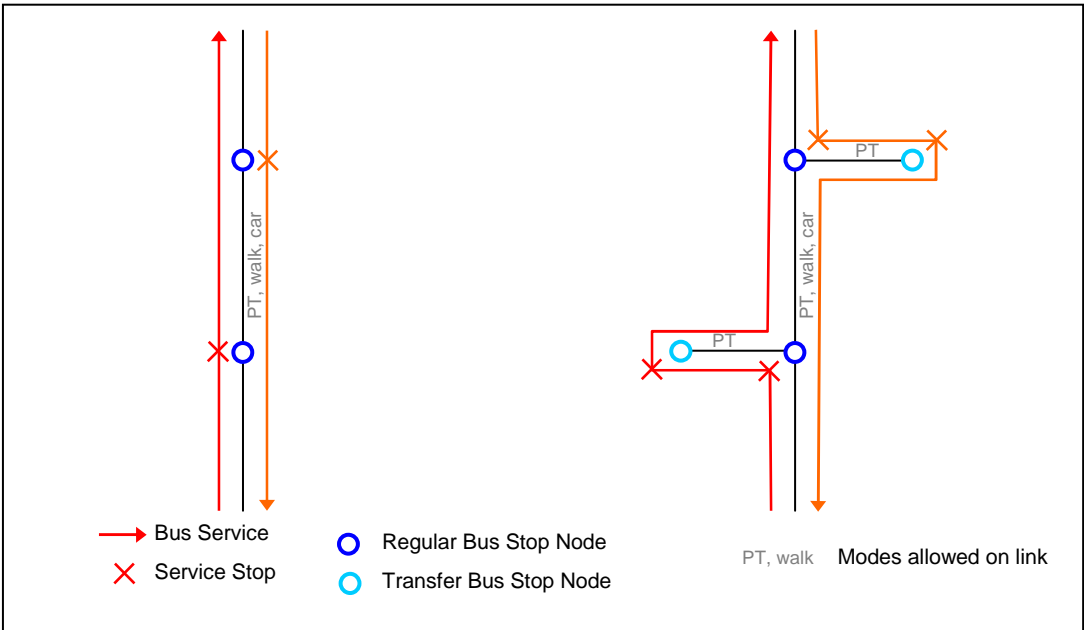 PT
PT, walk, car
PT, walk, car
PT
Bus Service
Service Stop
Regular Bus Stop Node
Transfer Bus Stop Node
PT, walk Modes allowed on link